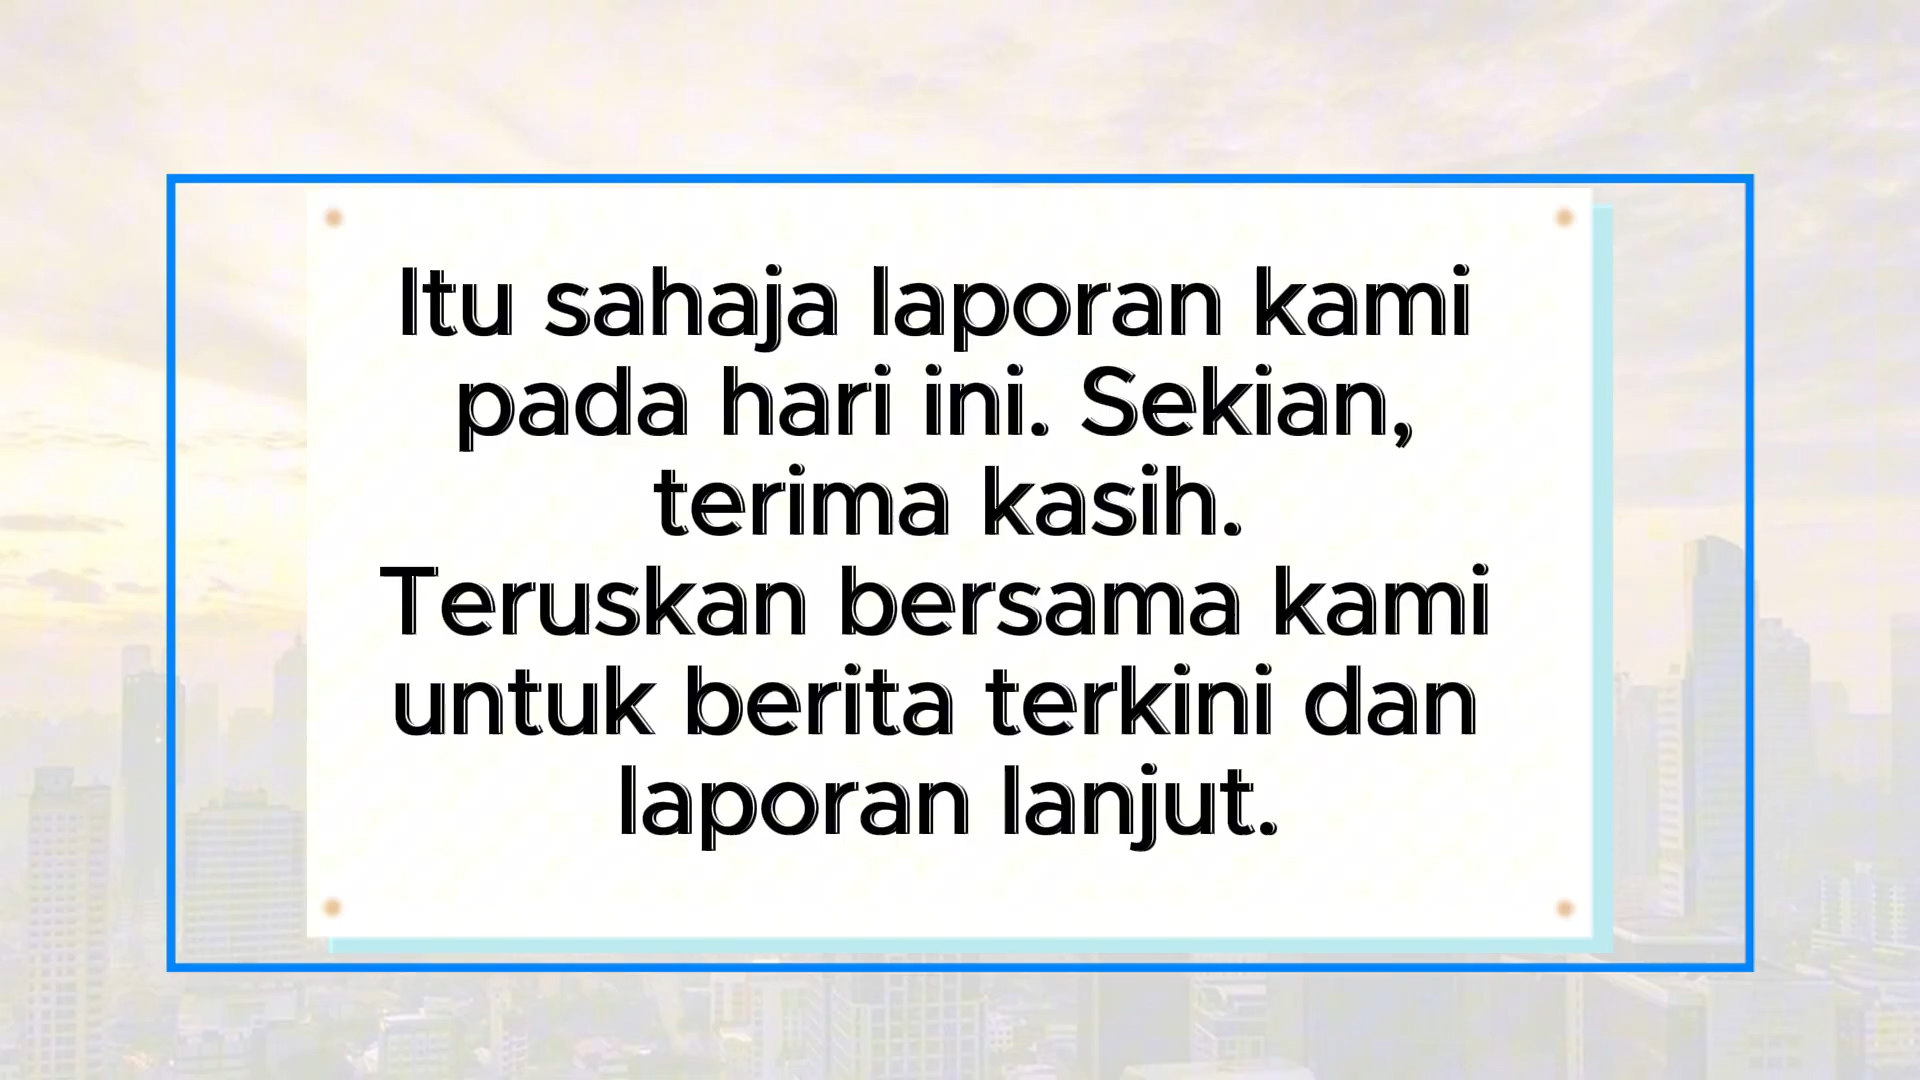 Itu sahaja laporan kami
pada hari ini. Sekian,
terima kasih.
Teruskan bersama kami
untuk berita terkini dan
laporan lanjut.